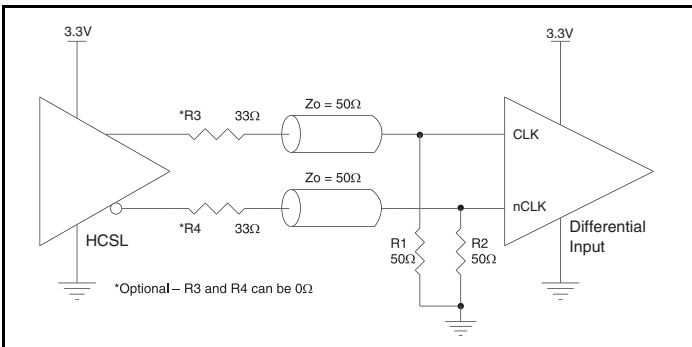 3.3V
3.3V
*R3 33Ω
Zo = 50Ω
CLK
Zo = 50Ω
nCLK
*R4 33Ω
HCSL
R1
50Ω
R2
50Ω
Differential
Input
*Optional – R3 and R4 can be 0Ω